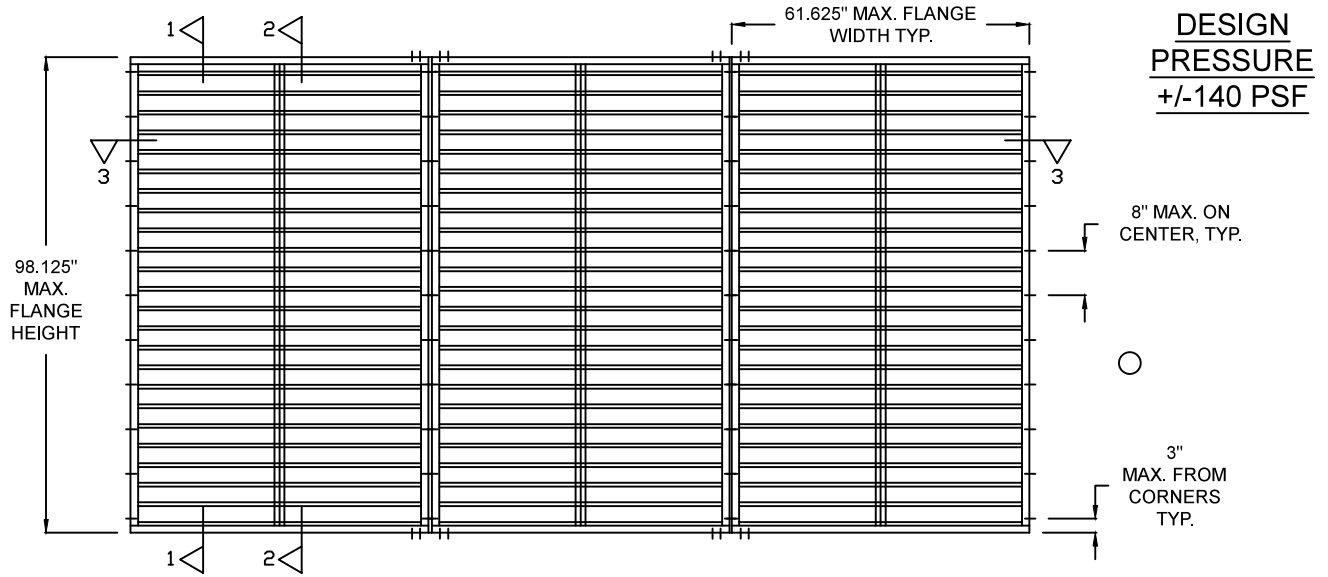 1
2
61.625" MAX. FLANGE
WIDTH TYP.
DESIGN
PRESSURE
+/-140 PSF
3
3
98.125"
MAX.
FLANGE
HEIGHT
8" MAX. ON
CENTER, TYP.
3"
MAX. FROM
CORNERS
TYP.
1
2